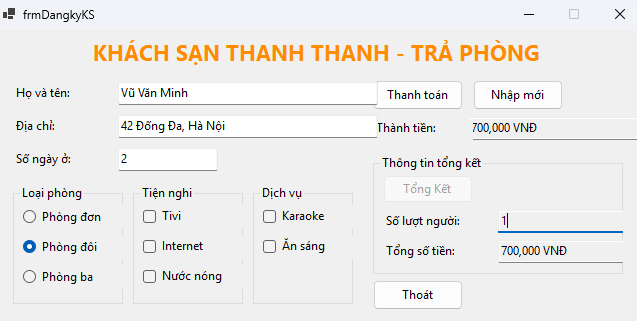 frmDangkyKS
KHÁCH SẠN THANH THANH - TRẢ PHÒNG
Họ và tên: Vũ Văn Minh Thanh toán Nhập mới
Địa chỉ: 42 Đống Đa, Hà Nội Thành tiền: 700,000 VNĐ
Số ngày ở: 2
Thông tin tổng kết
Tổng Kết
Loại phòng Tiện nghi Dịch vụ
Phòng đơn Tivi Karaoke Số lượt người: 1
Phòng đôi Internet Ăn sáng Tổng số tiền: 700,000 VNĐ
Phòng ba Nước nóng
Thoát